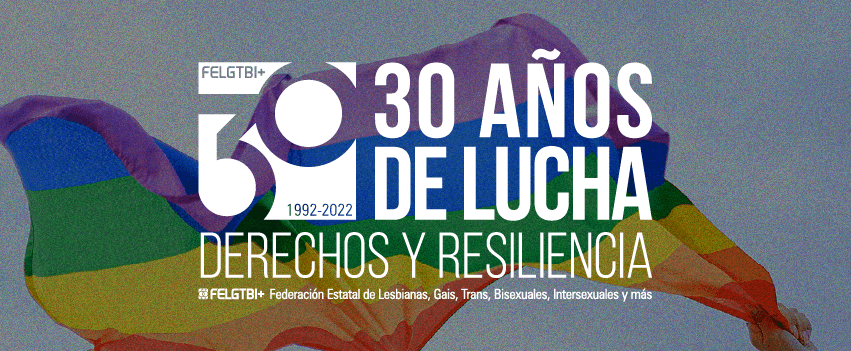 FELGTBI+
30
1992-2022
30 AÑOS
DE LUCHA
DERECHOS Y RESILIENCIA
FELGTBI+ Federación Estatal de Lesbianas, Gais, Trans, Bisexuales, Intersexuales y más